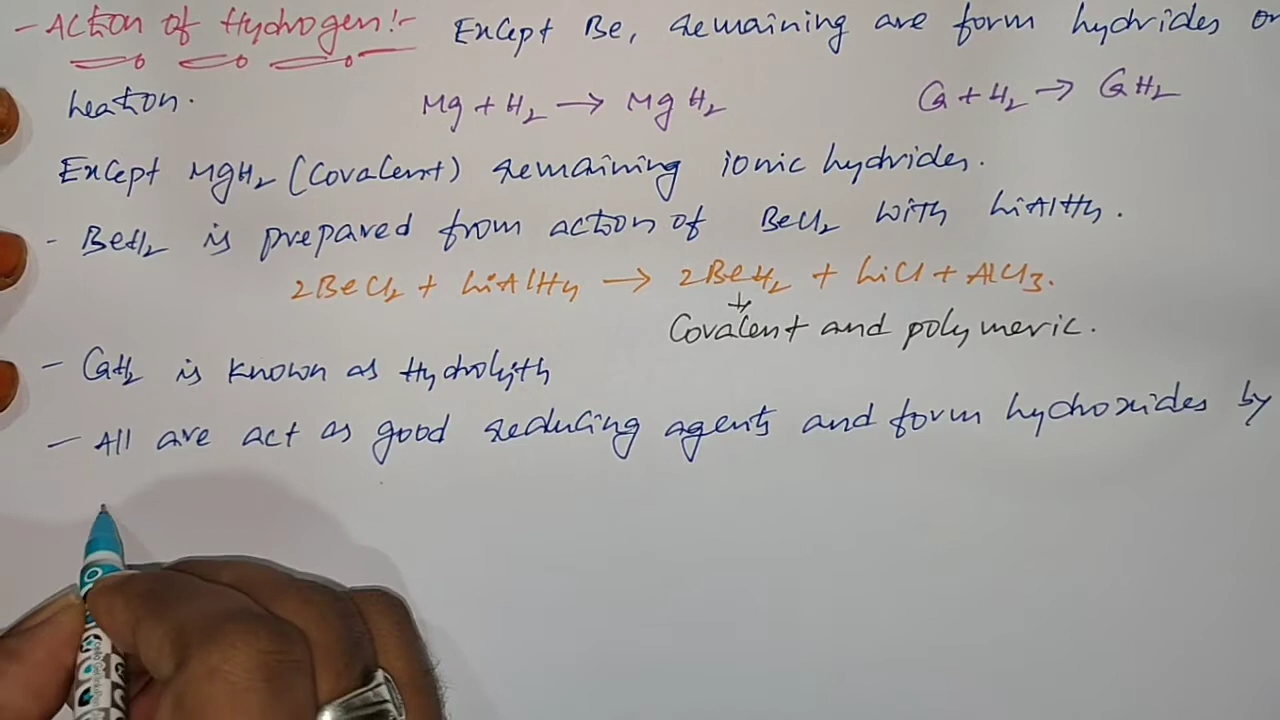 - Action of Hydrogen:- Except Be, remaining are form hydrides on
heation.
Mg + H2 → MgH2 Ca + H2 → CaH2
Except MgH2 (Covalent) remaining ionic hydrides.
- BeH2 is prepared from action of BeCl2 with LiAlH4.
2BeCl2 + LiAlH4 → 2BeH2 + LiCl + AlCl3.
Covalent and polymeric.
- CaH2 is known as Hydrolyth
- All are act as good reducing agents and form hydroxides by